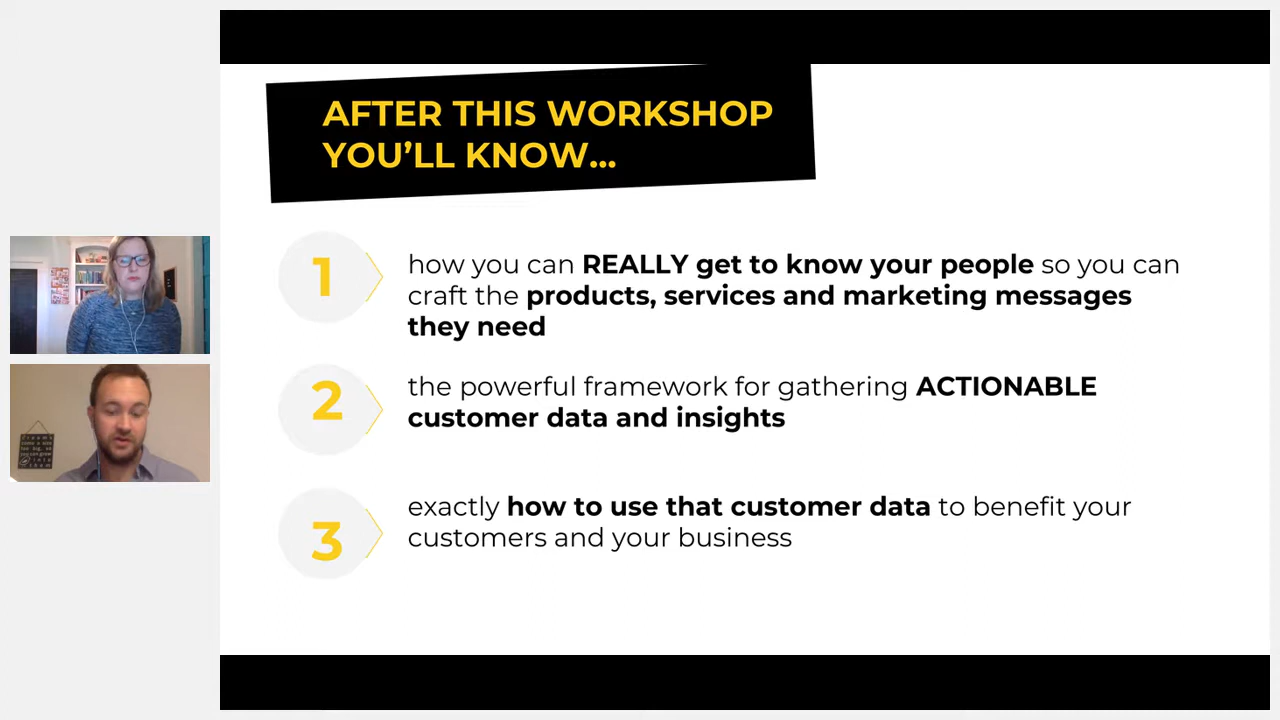 AFTER THIS WORKSHOP
YOU’LL KNOW...
1
how you can REALLY get to know your people so you can
craft the products, services and marketing messages
they need
2
the powerful framework for gathering ACTIONABLE
customer data and insights
3
exactly how to use that customer data to benefit your
customers and your business